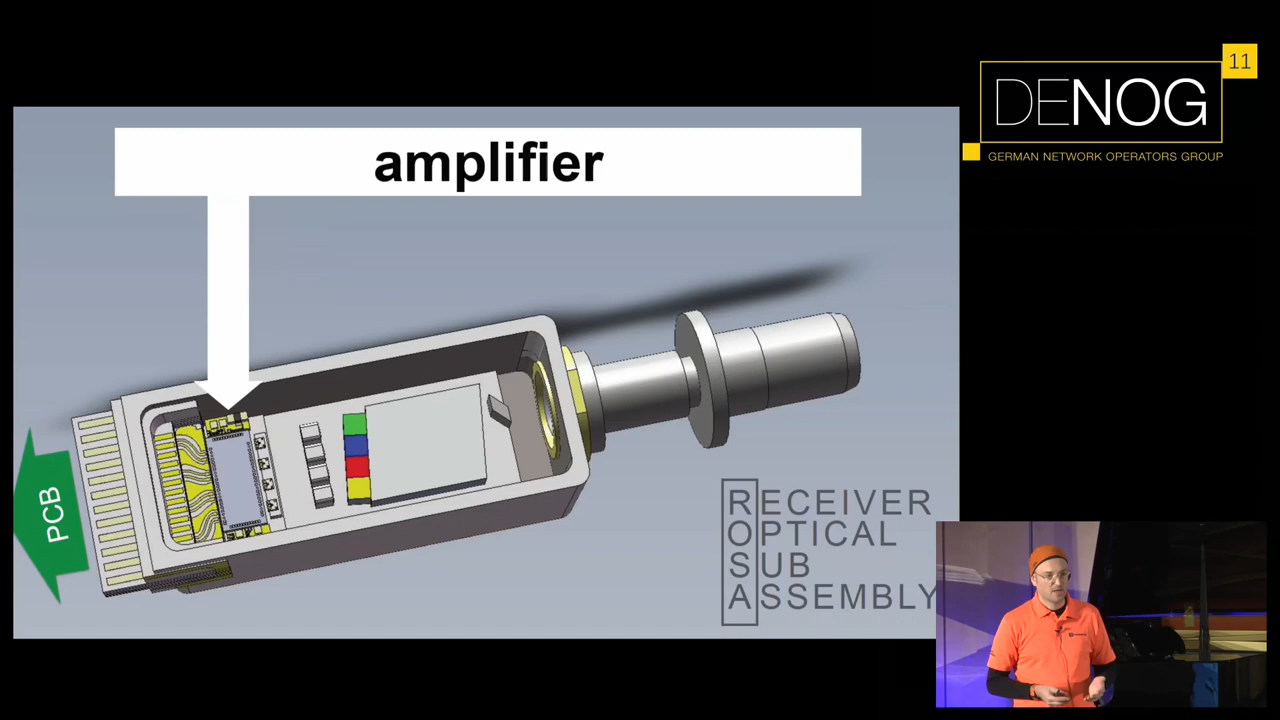 amplifier
PCB
RECEIVER
OPTICAL
SUB
ASSEMBLY
11
DENOG
GERMAN NETWORK OPERATORS GROUP